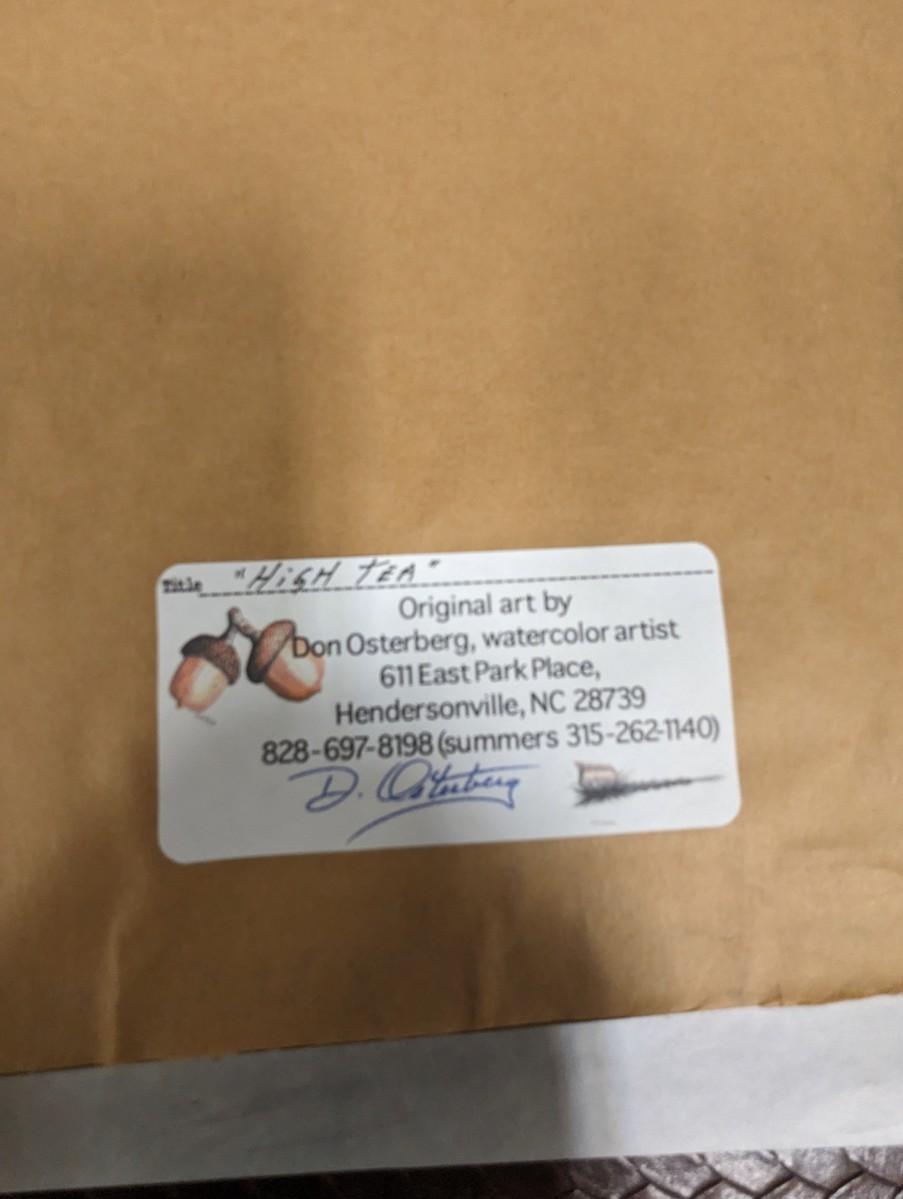 Title "HIGH TEA"
Original art by
Don Osterberg, watercolor artist
611 East Park Place,
Hendersonville, NC 28739
828-697-8198 (summers 315-262-1140)
D. Osterberg